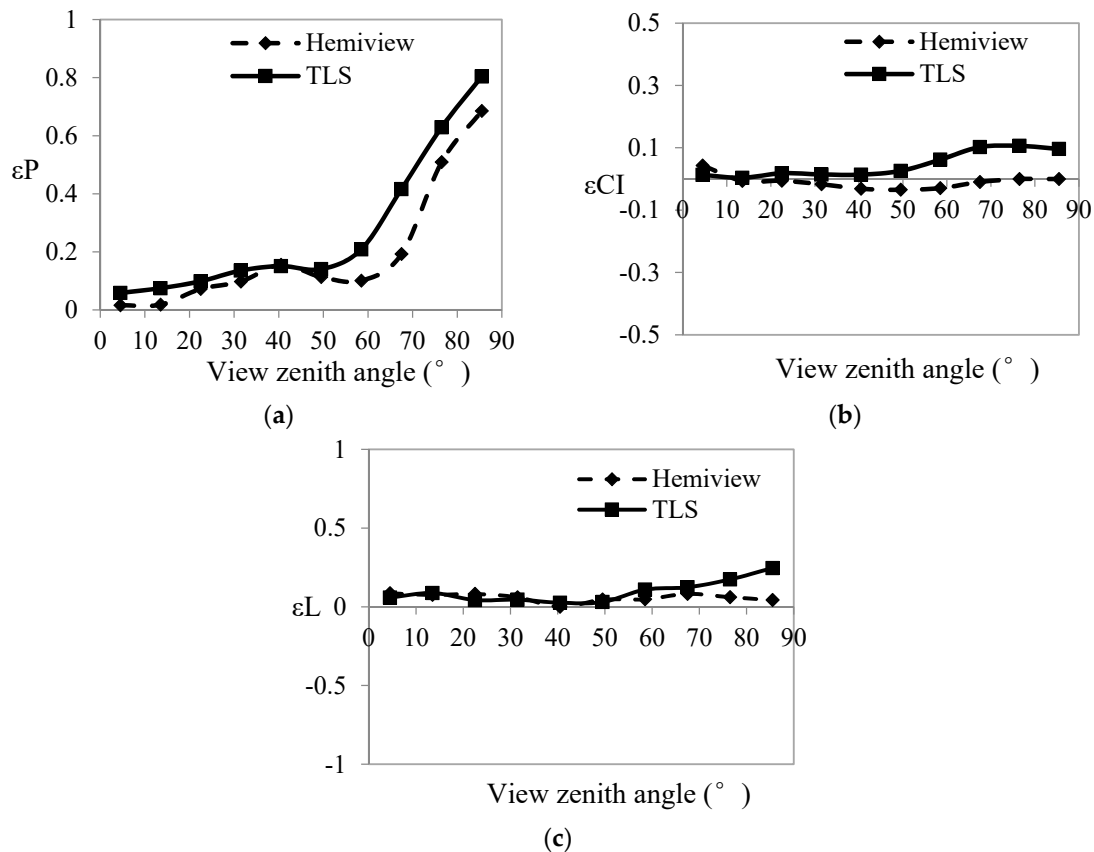 1
0.8
0.6
0.4
0.2
0
εP
Hemiview
TLS
0 10 20 30 40 50 60 70 80 90
View zenith angle (° )
(a)
0.5
0.3
0.1
-0.1
-0.3
-0.5
εCI
Hemiview
TLS
0 10 20 30 40 50 60 70 80 90
View zenith angle (° )
(b)
1
0.5
0
-0.5
-1
εL
Hemiview
TLS
0 10 20 30 40 50 60 70 80 90
View zenith angle (° )
(c)